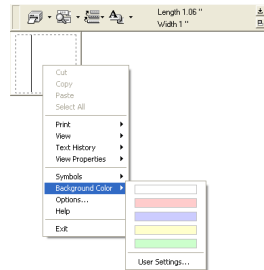 Length 1.06 "
Width 1 "
Cut
Copy
Paste
Select All
Print
View
Text History
View Properties
Symbols
Background Color
Options...
Help
Exit
User Settings...